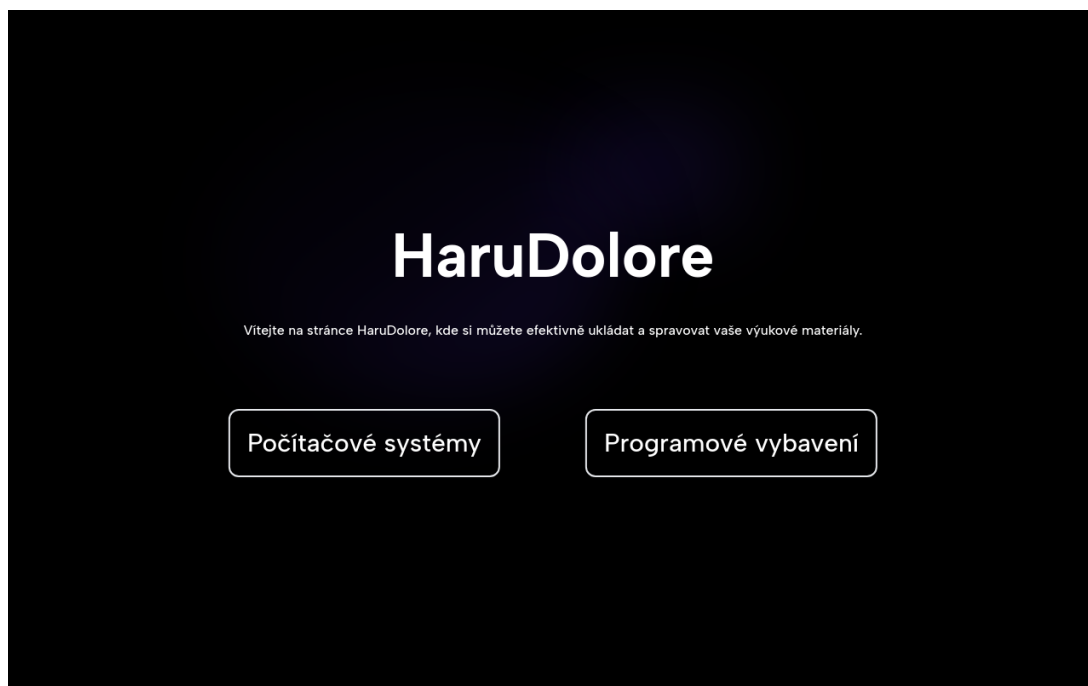 HaruDolore
Vítejte na stránce HaruDolore, kde si můžete efektivně ukládat a spravovat vaše výukové materiály.
Počítačové systémy
Programové vybavení